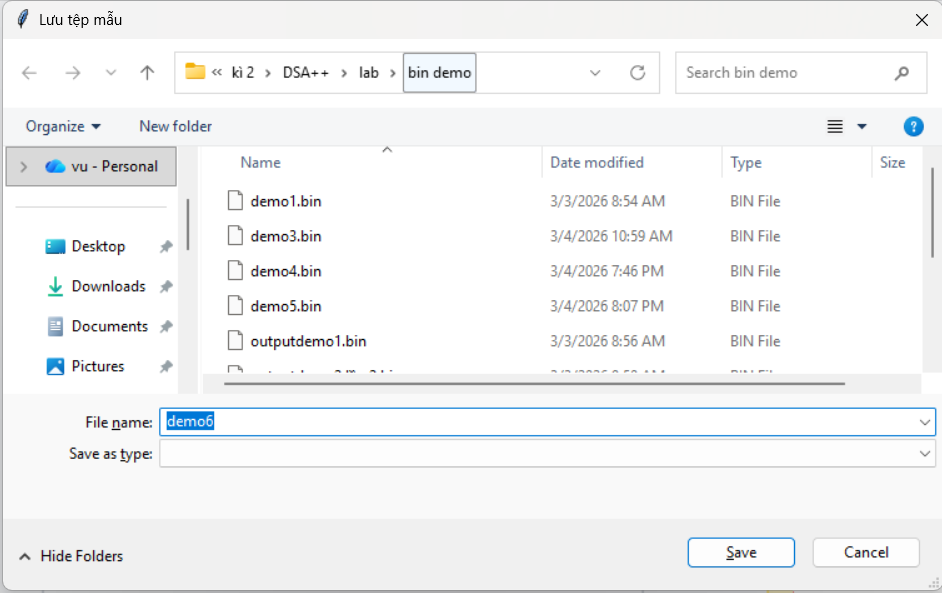 Lưu tệp mẫu
« kì 2 › DSA++ › lab › bin demo
Search bin demo
Organize
New folder
?
vu - Personal
Desktop
Downloads
Documents
Pictures
Name Date modified Type Size
demo1.bin 3/3/2026 8:54 AM BIN File
demo3.bin 3/4/2026 10:59 AM BIN File
demo4.bin 3/4/2026 7:46 PM BIN File
demo5.bin 3/4/2026 8:07 PM BIN File
outputdemo1.bin 3/3/2026 8:56 AM BIN File
File name: demo6
Save as type:
Hide Folders
Save
Cancel